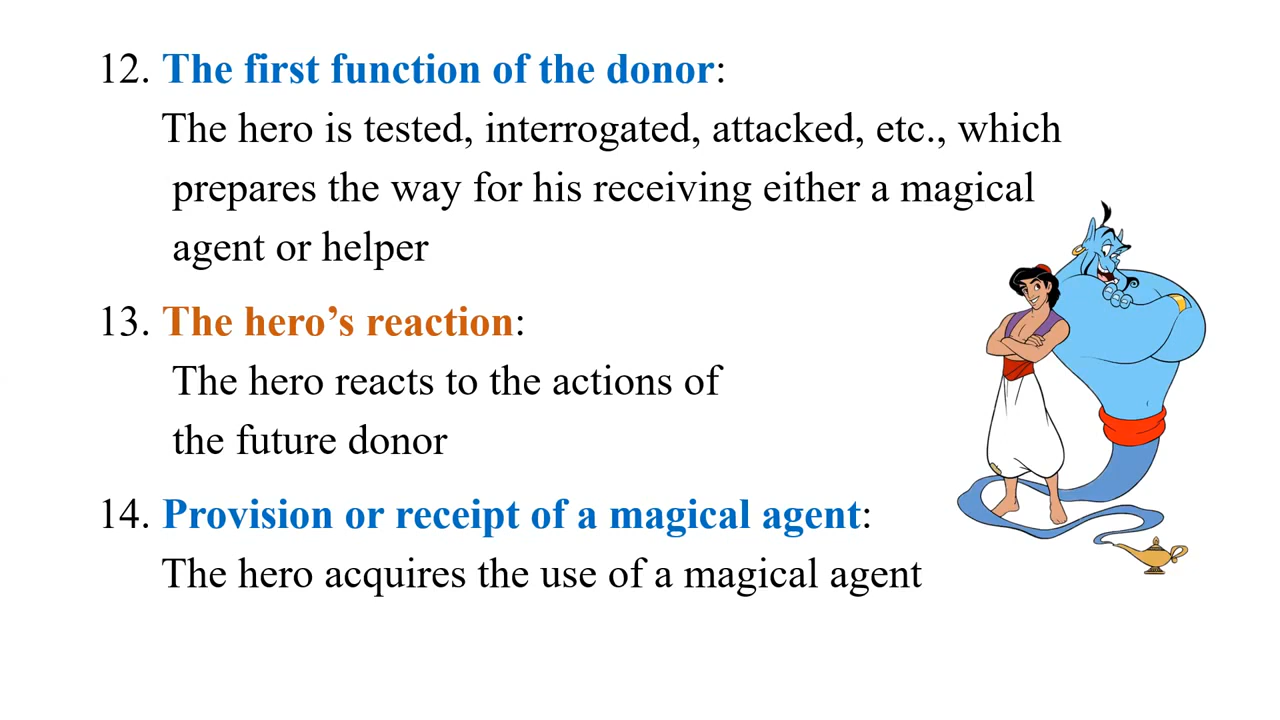 12. The first function of the donor:
The hero is tested, interrogated, attacked, etc., which
prepares the way for his receiving either a magical
agent or helper
13. The hero’s reaction:
The hero reacts to the actions of
the future donor
14. Provision or receipt of a magical agent:
The hero acquires the use of a magical agent